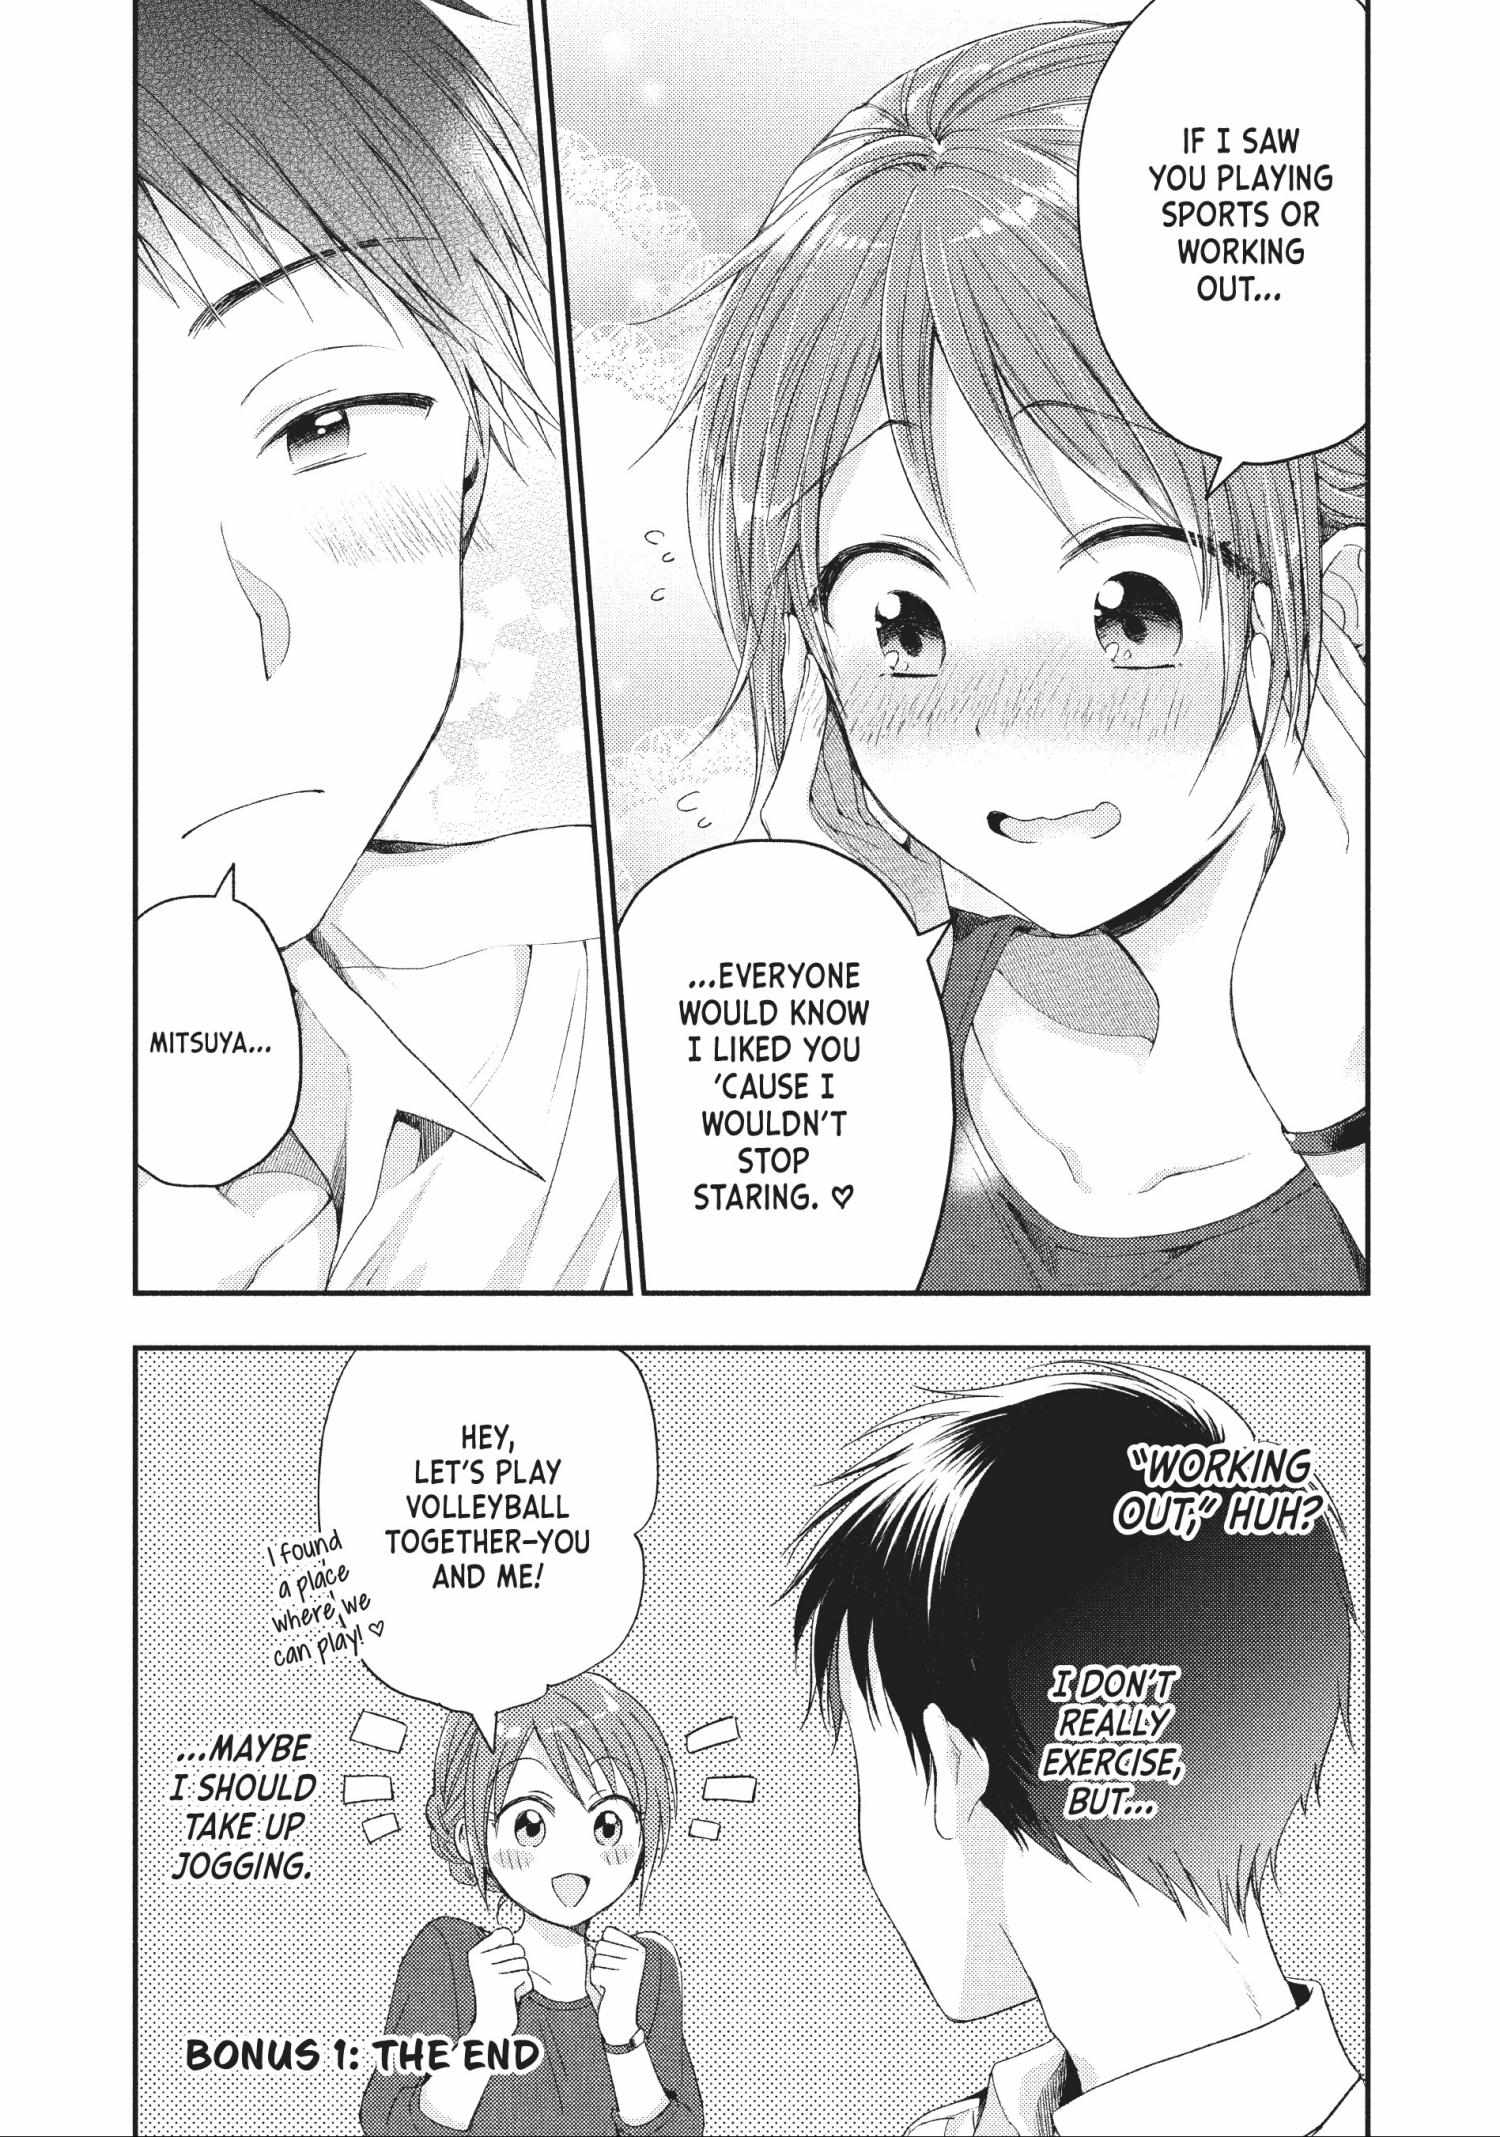 IF I SAW
YOU PLAYING
SPORTS OR
WORKING
OUT...
...EVERYONE
WOULD KNOW
I LIKED YOU
'CAUSE I
WOULDN'T
STOP
STARING. ♡
MITSUYA...
"WORKING
OUT," HUH?
I DON'T
REALLY
EXERCISE,
BUT...
HEY,
LET'S PLAY
VOLLEYBALL
TOGETHER–YOU
AND ME!
I found
a place
where we
can play! ♡
...MAYBE
I SHOULD
TAKE UP
JOGGING.
BONUS 1: THE END